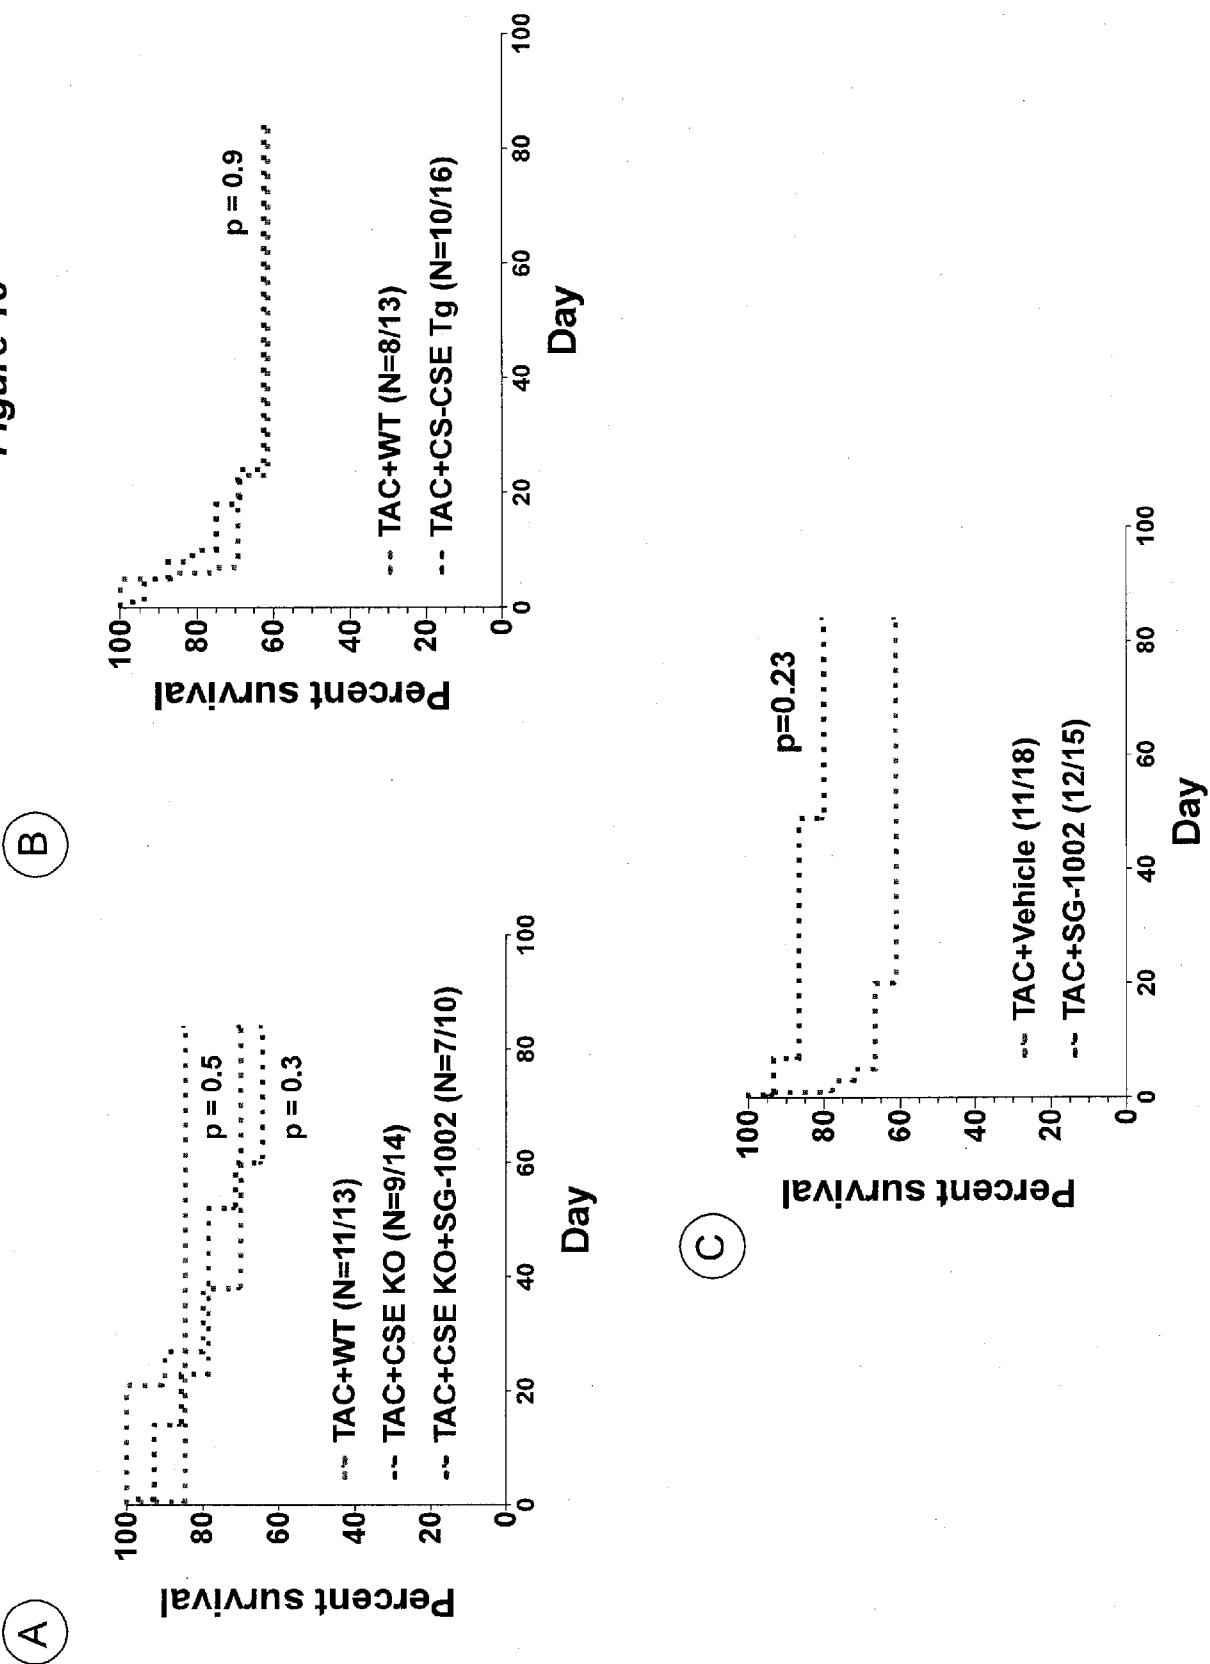 A
Percent survival
100
80
60
40
20
0
p = 0.5
p = 0.3
TAC+WT (N=11/13)
TAC+CSE KO (N=9/14)
TAC+CSE KO+SG-1002 (N=7/10)
0 20 40 60 80 100
Day
B
Percent survival
100
80
60
40
20
0
p = 0.9
TAC+WT (N=8/13)
TAC+CS-CSE Tg (N=10/16)
0 20 40 60 80 100
Day
C
Percent survival
100
80
60
40
20
0
p=0.23
TAC+Vehicle (11/18)
TAC+SG-1002 (12/15)
0 20 40 60 80 100
Day